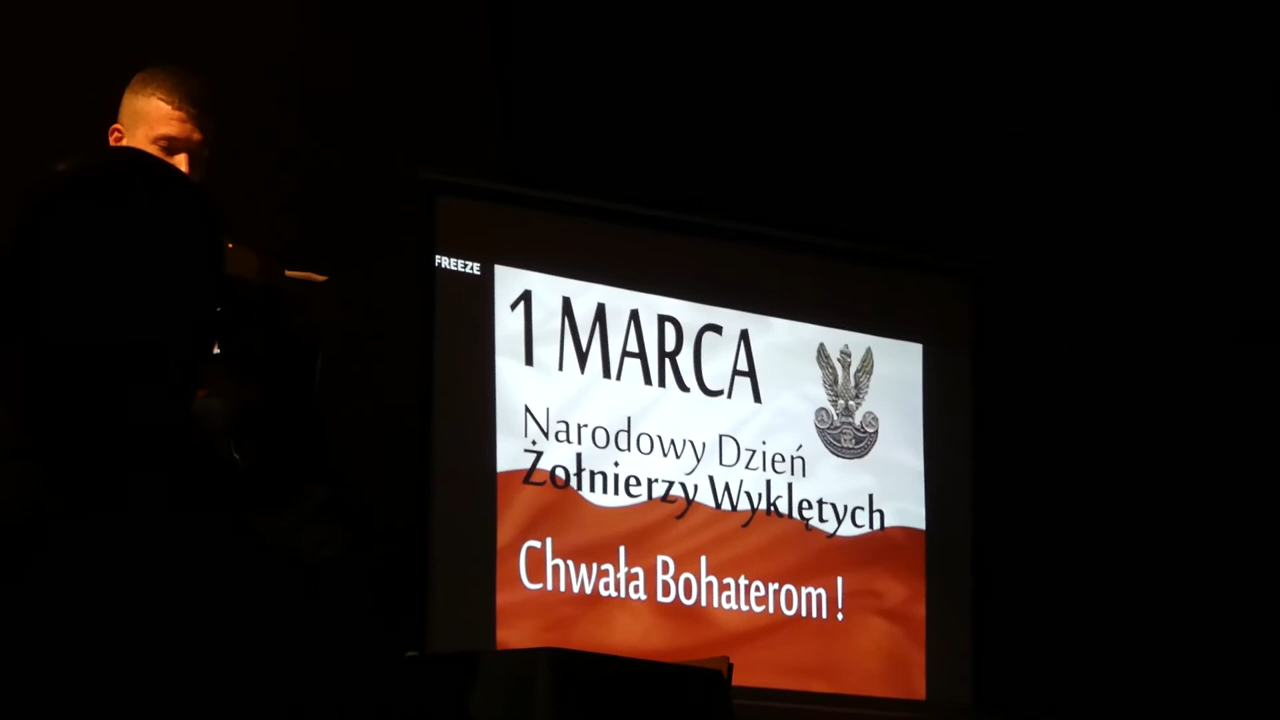 FREEZE
1 MARCA
Narodowy Dzień
Żołnierzy Wyklętych
Chwała Bohaterom !